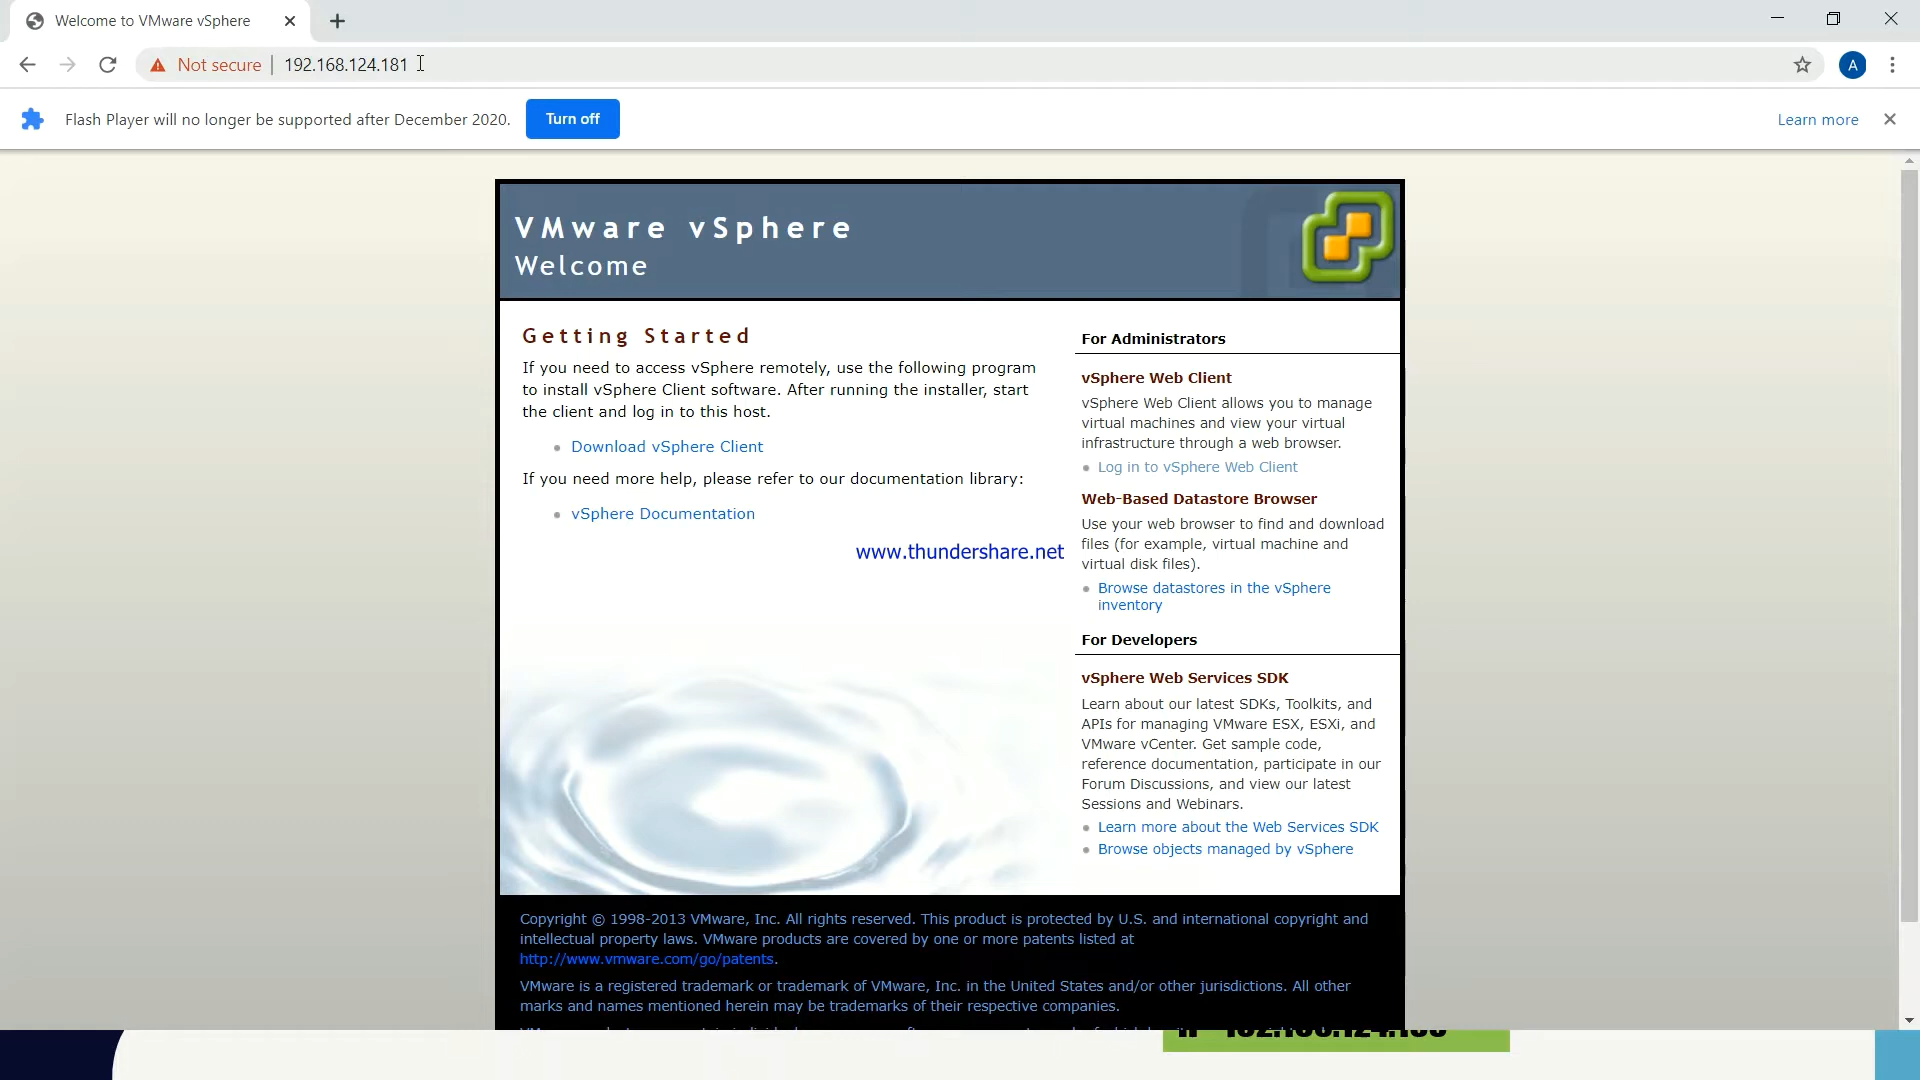 Welcome to VMware vSphere
Not secure
192.168.124.181
A
Flash Player will no longer be supported after December 2020.
Turn off
Learn more
VMware vSphere
Welcome
Getting Started
If you need to access vSphere remotely, use the following program
to install vSphere Client software. After running the installer, start
the client and log in to this host.
Download vSphere Client
If you need more help, please refer to our documentation library:
vSphere Documentation
www.thundershare.net
For Administrators
vSphere Web Client
vSphere Web Client allows you to manage
virtual machines and view your virtual
infrastructure through a web browser.
Log in to vSphere Web Client
Web-Based Datastore Browser
Use your web browser to find and download
files (for example, virtual machine and
virtual disk files).
Browse datastores in the vSphere
inventory
For Developers
vSphere Web Services SDK
Learn about our latest SDKs, Toolkits, and
APIs for managing VMware ESX, ESXi, and
VMware vCenter. Get sample code,
reference documentation, participate in our
Forum Discussions, and view our latest
Sessions and Webinars.
Learn more about the Web Services SDK
Browse objects managed by vSphere
Copyright © 1998-2013 VMware, Inc. All rights reserved. This product is protected by U.S. and international copyright and
intellectual property laws. VMware products are covered by one or more patents listed at
http://www.vmware.com/go/patents.
VMware is a registered trademark or trademark of VMware, Inc. in the United States and/or other jurisdictions. All other
marks and names mentioned herein may be trademarks of their respective companies.